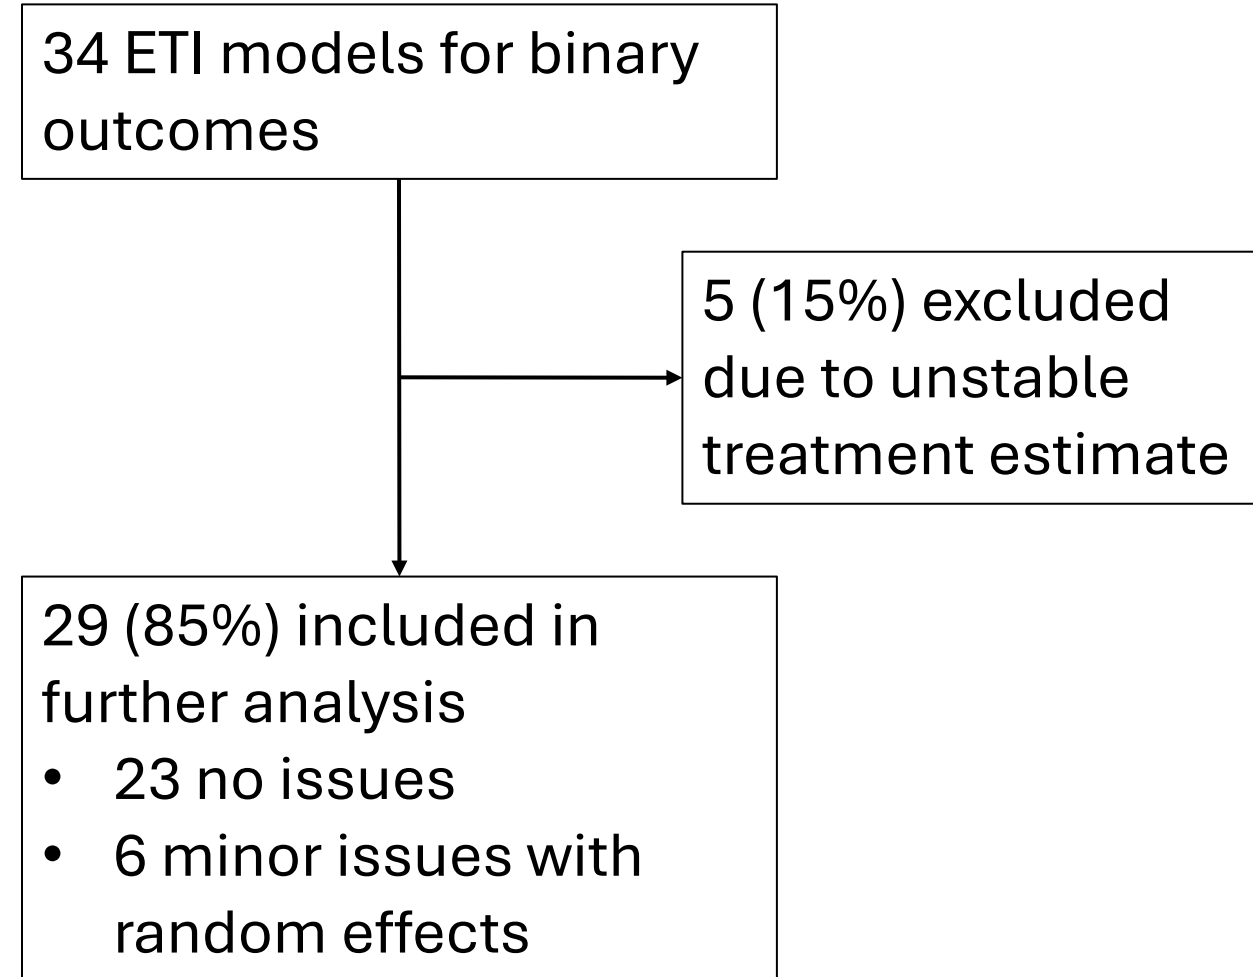 34 ETI models for binary
outcomes
5 (15%) excluded
due to unstable
treatment estimate
29 (85%) included in
further analysis
• 23 no issues
• 6 minor issues with
random effects